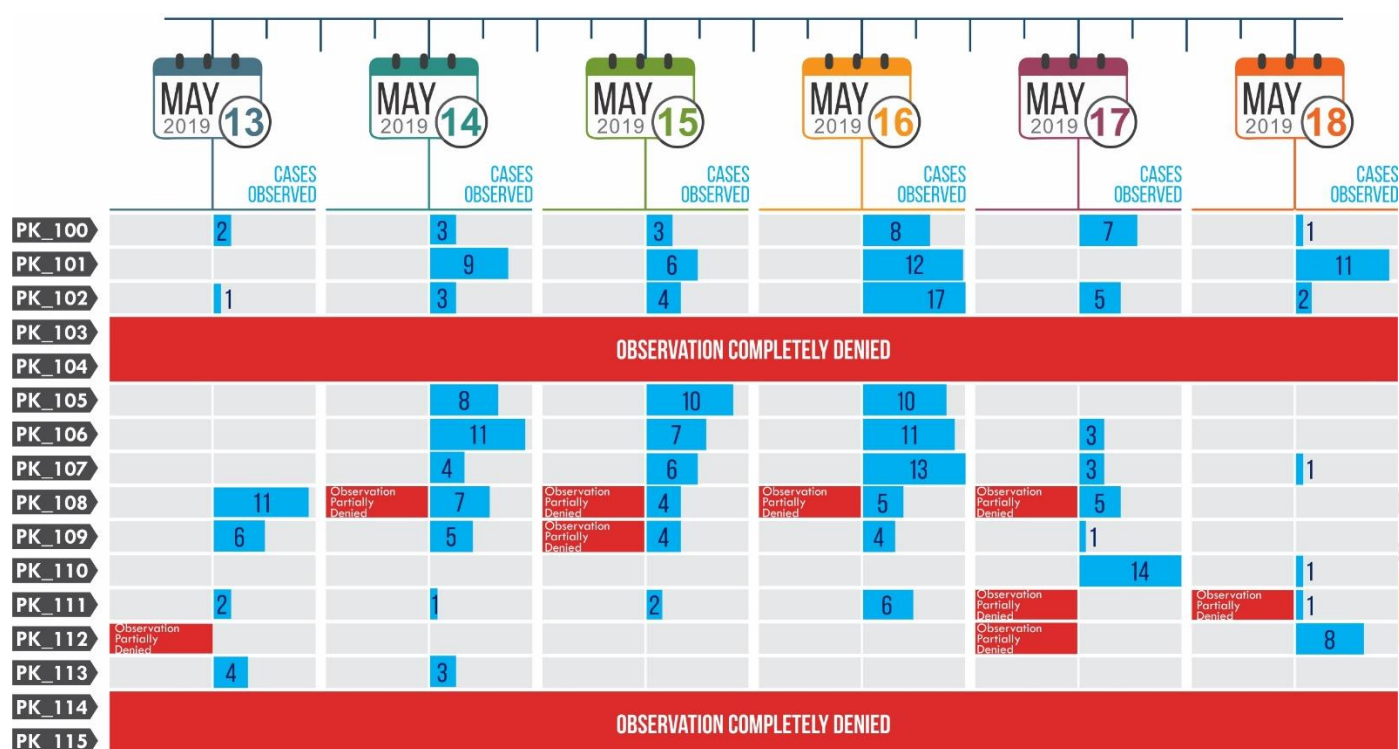 MAY 2019 13
MAY 2019 14
MAY 2019 15
MAY 2019 16
MAY 2019 17
MAY 2019 18
CASES OBSERVED
CASES OBSERVED
CASES OBSERVED
CASES OBSERVED
CASES OBSERVED
CASES OBSERVED
PK_100 2 3 3 8 7 1
PK_101 9 6 12 11
PK_102 1 3 4 17 5 2
PK_103
OBSERVATION COMPLETELY DENIED
PK_104
PK_105 8 10 10
PK_106 11 7 11 3
PK_107 4 6 13 3 1
PK_108 11 Observation Partially Denied 7 Observation Partially Denied 4 Observation Partially Denied 5 Observation Partially Denied 5
PK_109 6 5 Observation Partially Denied 4 4 1
PK_110 14 1
PK_111 2 1 2 6 Observation Partially Denied Observation Partially Denied 1
PK_112 Observation Partially Denied Observation Partially Denied 8
PK_113 4 3
PK_114
OBSERVATION COMPLETELY DENIED
PK_115